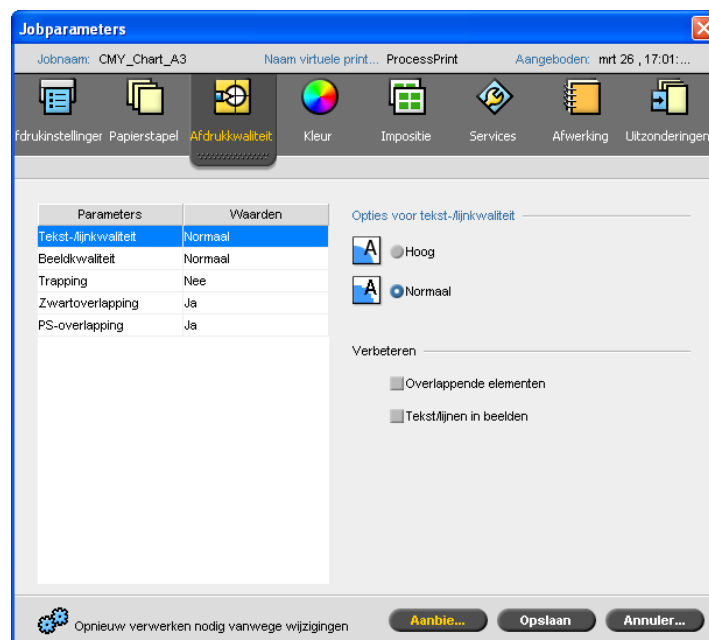 Jobparameters
Jobnaam: CMY_Chart_A3 Naam virtuele print... ProcessPrint Aangeboden: mrt 26 , 17:01:...
fdrukinstellinger Papierstapel Afdrukkwaliteit Kleur Impositie Services Afwerking Uitzonderingen
Parameters Waarden
Tekst-/lijnkwaliteit Normaal
Beeldkwaliteit Normaal
Trapping Nee
Zwartoverlapping Ja
PS-overlapping Ja
Opties voor tekst-/lijnkwaliteit
A Hoog
A Normaal
Verbeteren
Overlappende elementen
Tekst/lijnen in beelden
Opnieuw verwerken nodig vanwege wijzigingen Aanbie... Opslaan Annuler...